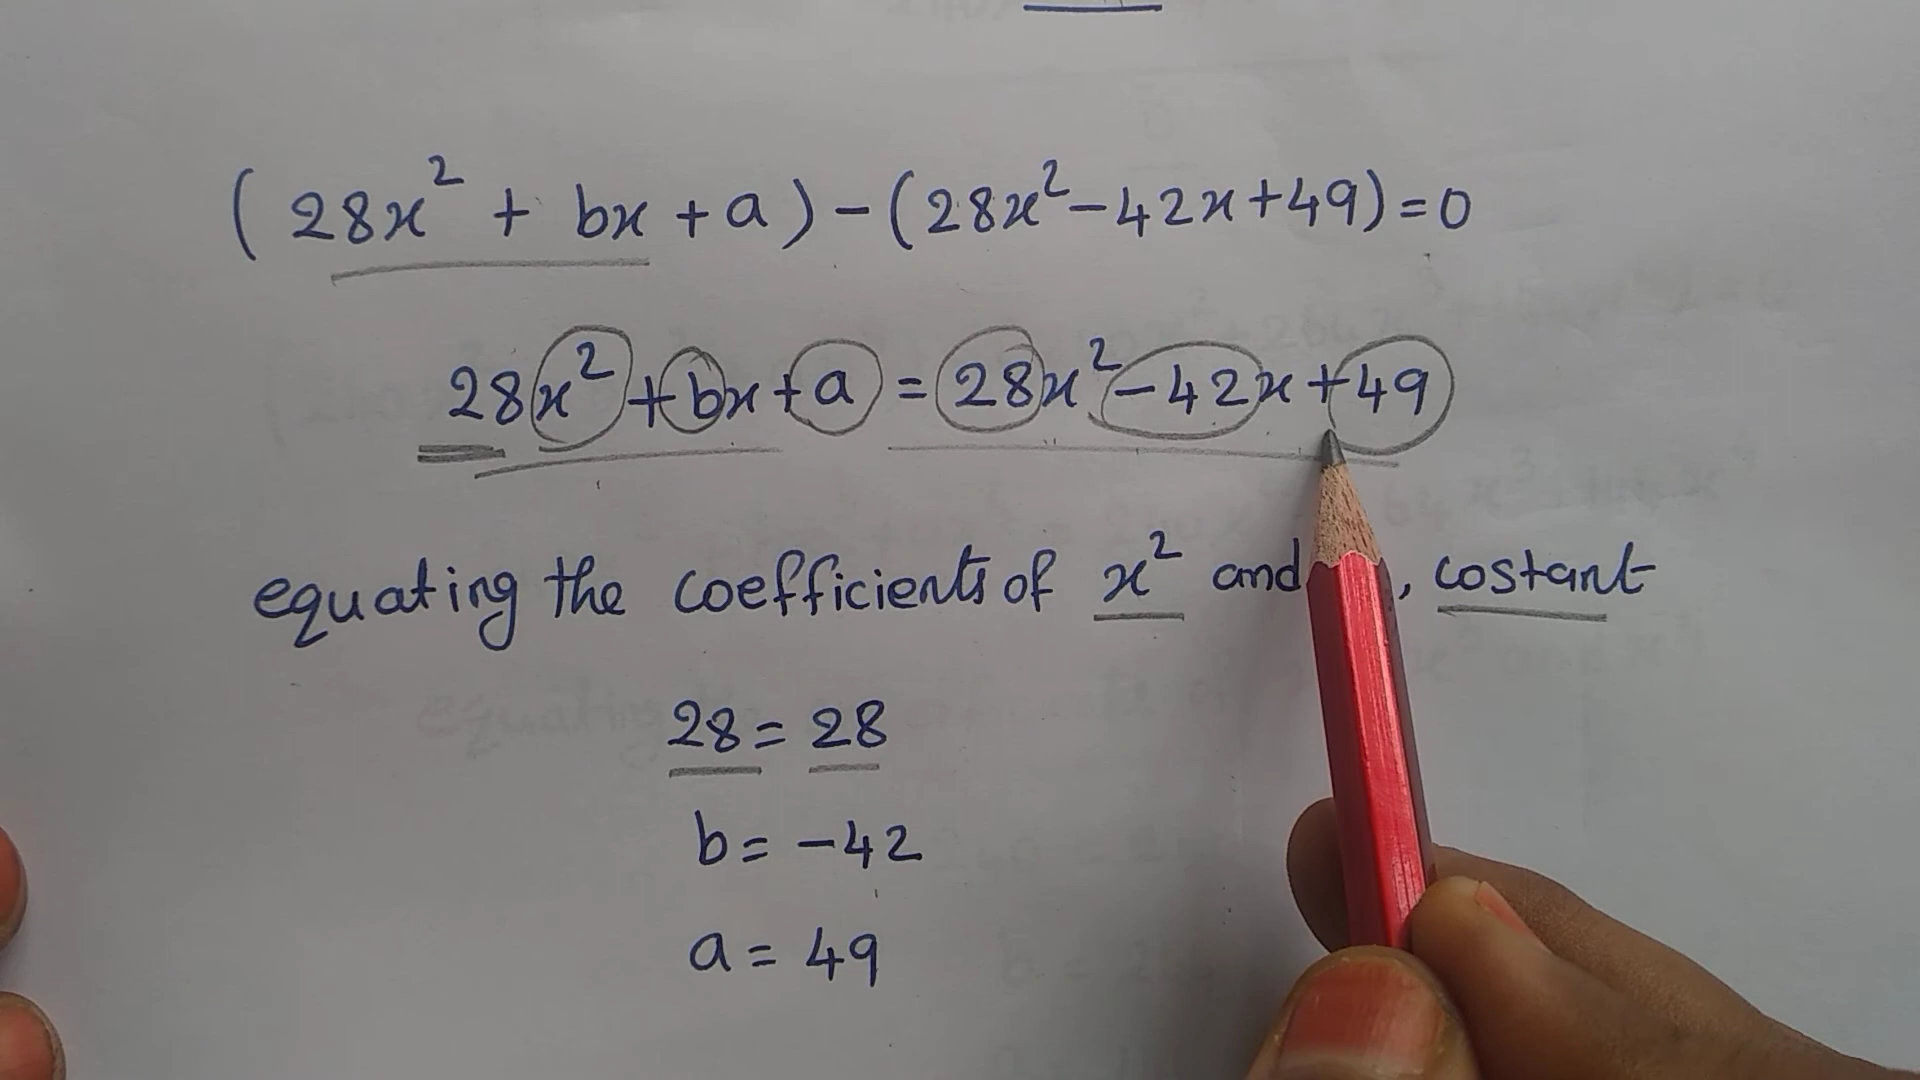 (28x² + bx + a) - (28x² - 42x + 49) = 0
28x² + bx + a = 28x² - 42x + 49
equating the coefficients of x² and , costant
28 = 28
b = -42
a = 49